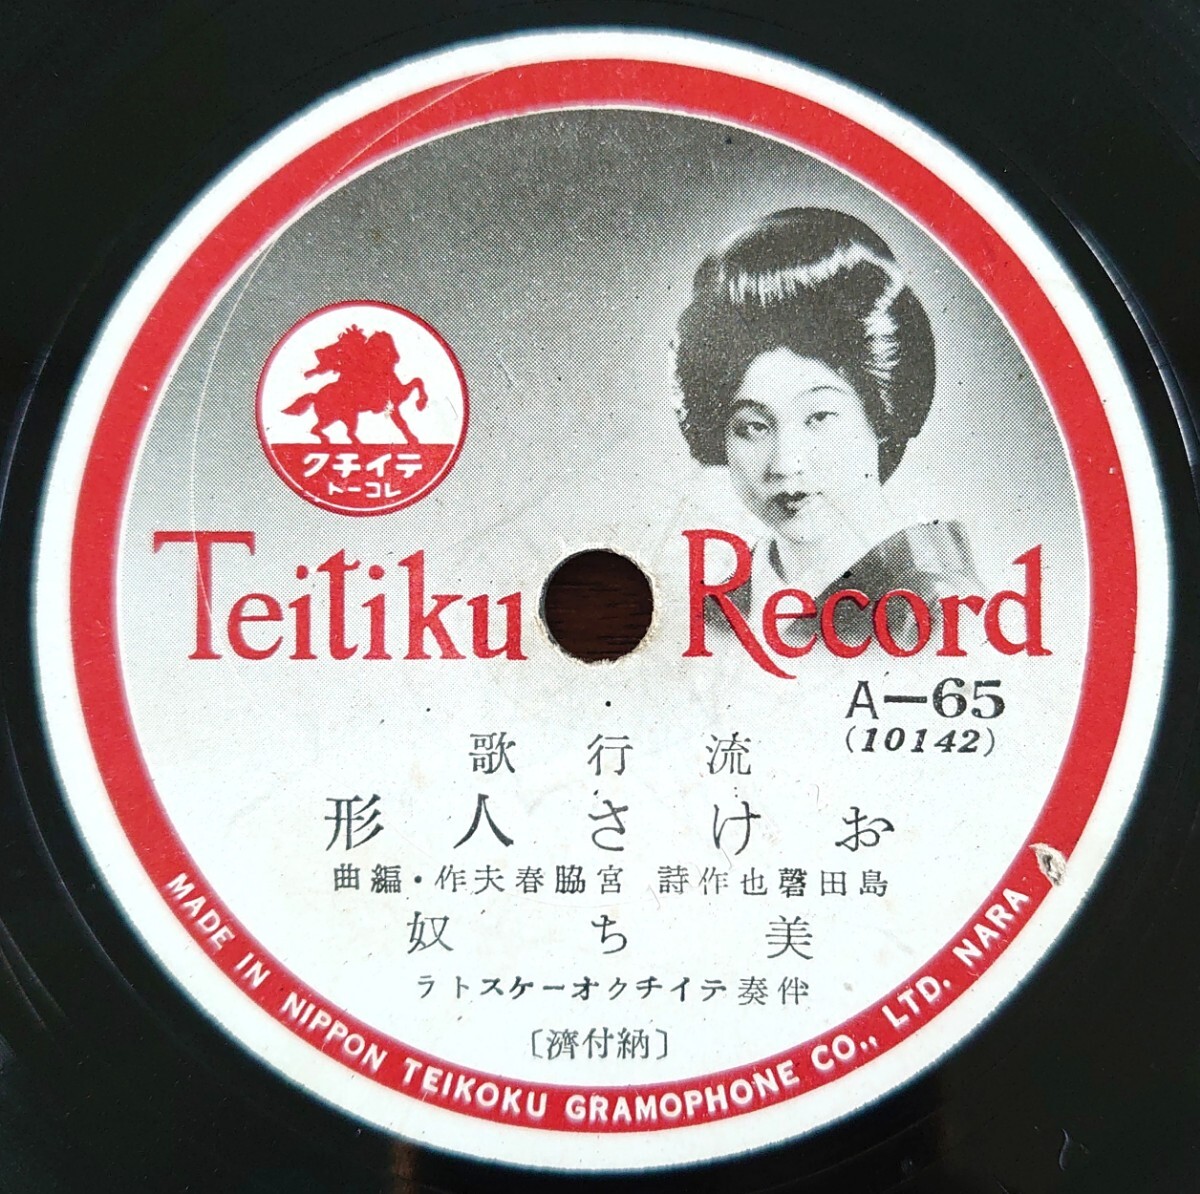 テイチク
レコード
Teitiku Record
A-65
(10142)
流行歌
おけさ人形
島田磬也作詩 宮脇春夫作・編曲
美ち奴
伴奏テイチクオーケストラ
〔納付濟〕
MADE IN NIPPON TEIKOKU GRAMOPHONE CO., LTD. NARA